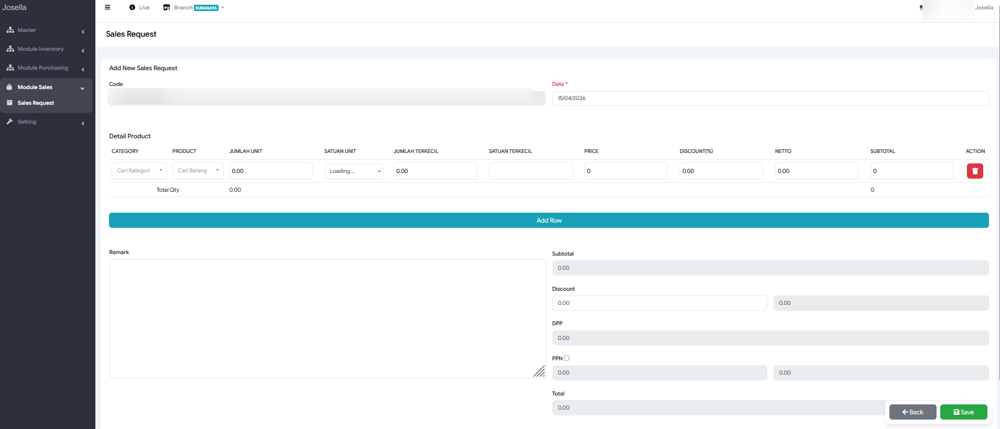 Josella
Live
Branch SURABAYA
Josella
Master
Module Inventory
Module Purchasing
Module Sales
Sales Request
Setting
Sales Request
Add New Sales Request
Code
Date *
15/04/2026
Detail Product
CATEGORY PRODUCT JUMLAH UNIT SATUAN UNIT JUMLAH TERKECIL SATUAN TERKECIL PRICE DISCOUNT(%) NETTO SUBTOTAL ACTION
Cari Kategori Cari Barang 0.00 Loading ... 0.00 0 0.00 0.00 0
Total Qty 0.00 0
Add Row
Remark
Subtotal
0.00
Discount
0.00 0.00
DPP
0.00
PPN
0.00 0.00
Total
0.00
Back Save